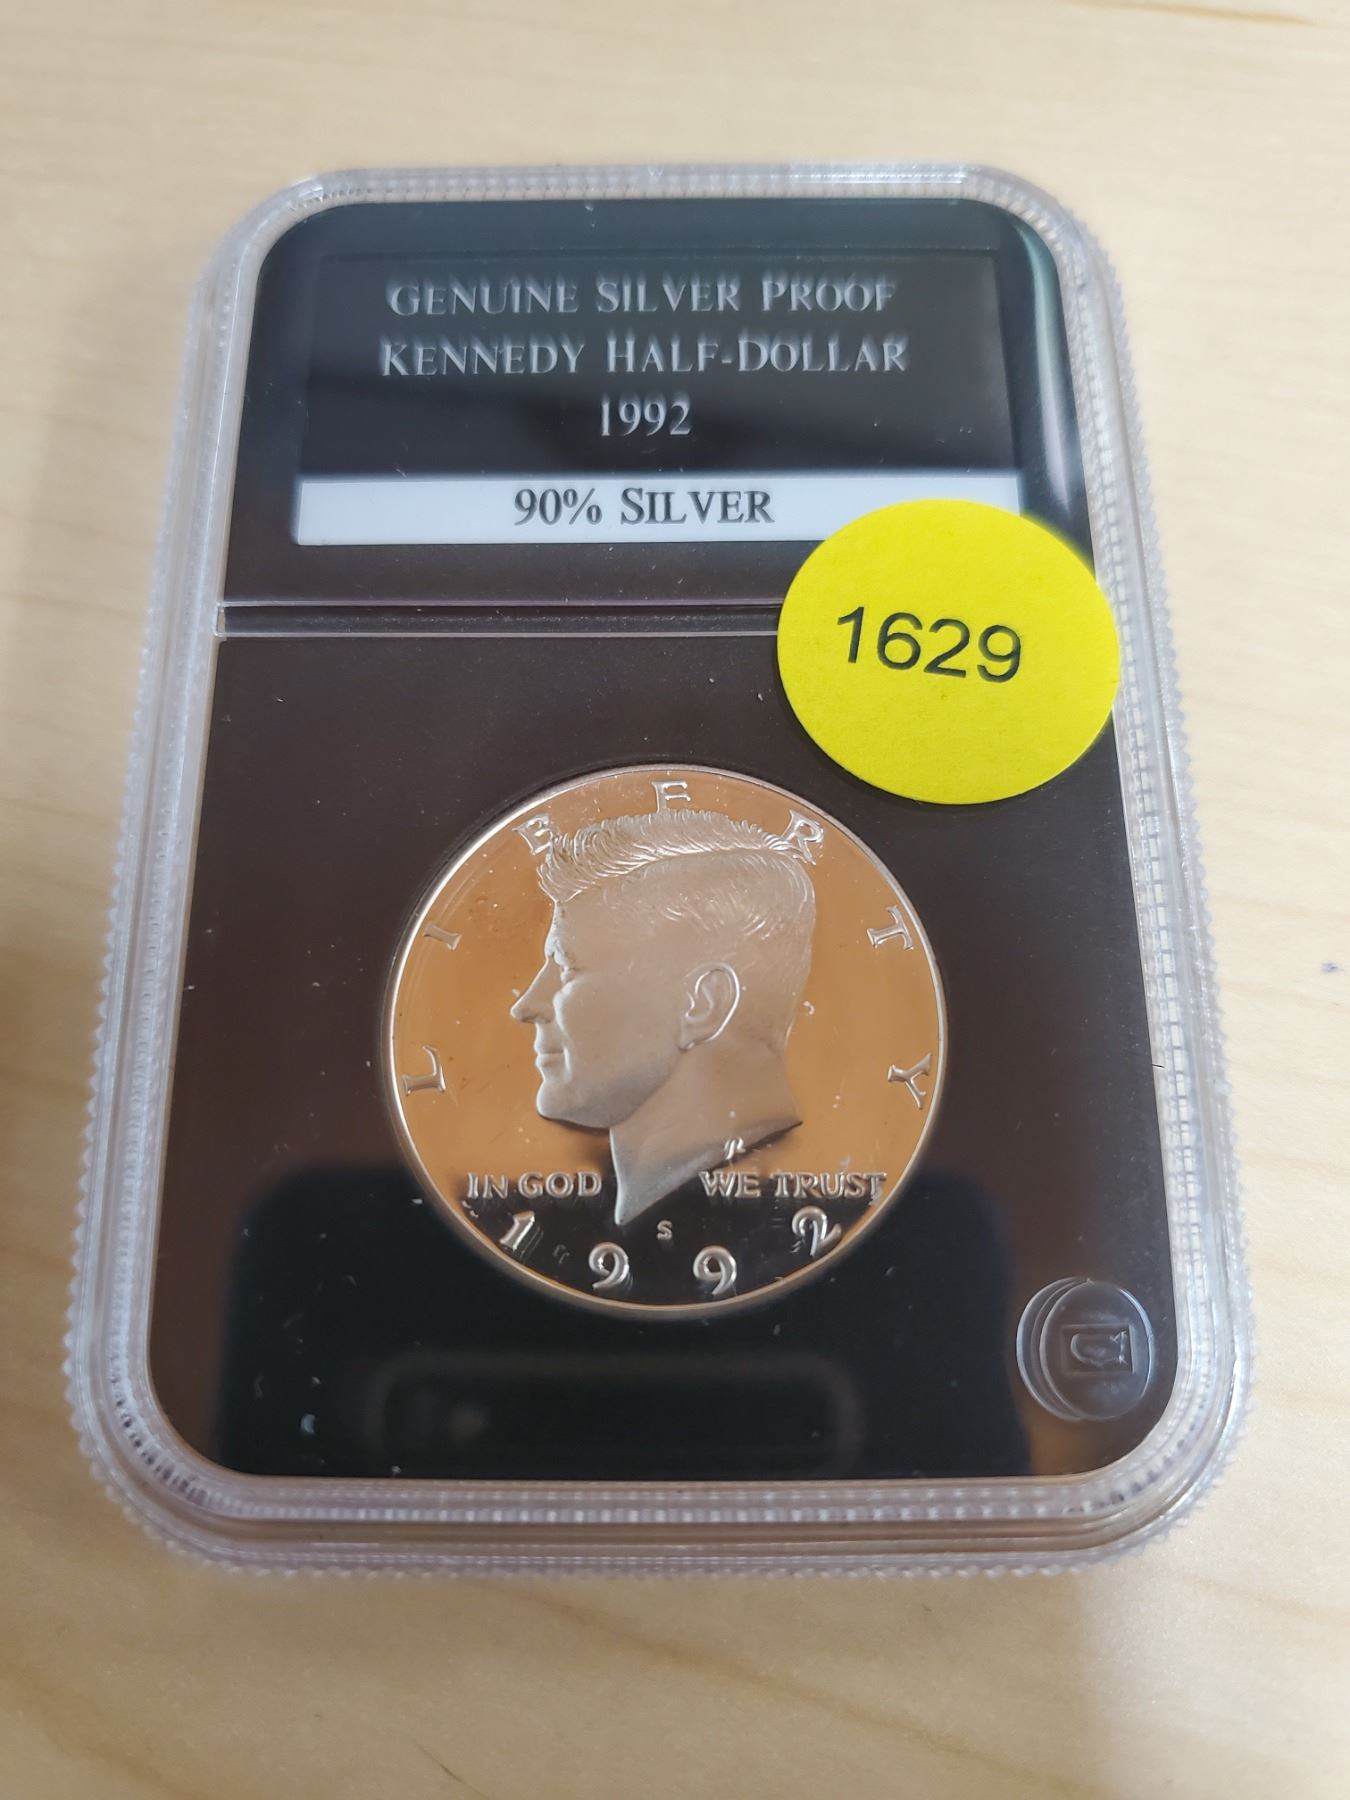 GENUINE SILVER PROOF
KENNEDY HALF-DOLLAR
1992
90% SILVER
1629
LIBERTY
IN GOD WE TRUST
S
1992